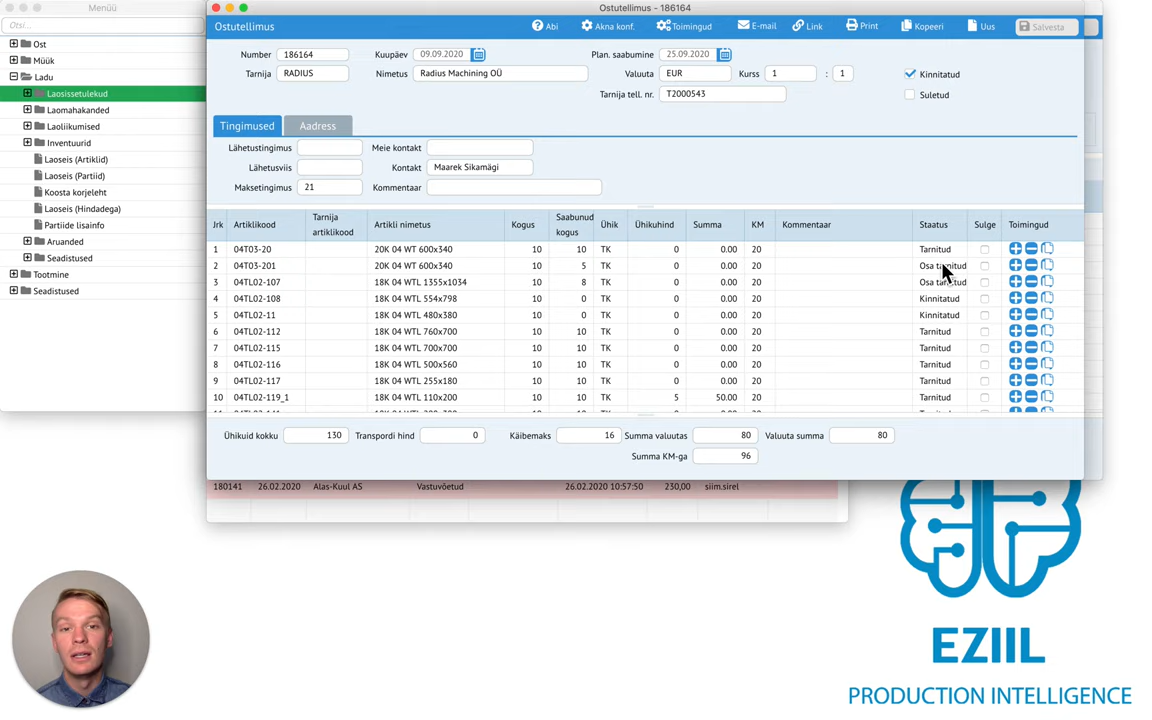 Menüü
Otsi...
Ost
Müük
Ladu
Laosissetulekud
Laomahakanded
Laoliikumised
Inventuurid
Laoseis (Artiklid)
Laoseis (Partiid)
Koosta korjeleht
Laoseis (Hindadega)
Partiide lisainfo
Aruanded
Seadistused
Tootmine
Seadistused
Ostutellimus - 186164
Ostutellimus
Abi Akna konf. Toimingud E-mail Link Print Kopeeri Uus Salvesta
Number 186164 Kuupäev 09.09.2020 Plan. saabumine 25.09.2020
Tarnija RADIUS Nimetus Radius Machining OÜ Valuuta EUR Kurss 1 : 1 Kinnitatud
Tarnija tell. nr. T2000543 Suletud
Tingimused Aadress
Lähetustingimus Meie kontakt
Lähetusviis Kontakt Maarek Sikamägi
Maksetingimus 21 Kommentaar
Jrk Artiklikood Tarnija artiklikood Artikli nimetus Kogus Saabunud kogus Ühik Ühikuhind Summa KM Kommentaar Staatus Sulge Toimingud
1 04T03-20 20K 04 WT 600x340 10 10 TK 0 0.00 20 Tarnitud
2 04T03-201 20K 04 WT 600x340 10 5 TK 0 0.00 20 Osa tarnitud
3 04TL02-107 18K 04 WTL 1355x1034 10 8 TK 0 0.00 20 Osa tarnitud
4 04TL02-108 18K 04 WTL 554x798 10 0 TK 0 0.00 20 Kinnitatud
5 04TL02-11 18K 04 WTL 480x380 10 0 TK 0 0.00 20 Kinnitatud
6 04TL02-112 18K 04 WTL 760x700 10 10 TK 0 0.00 20 Tarnitud
7 04TL02-115 18K 04 WTL 700x700 10 10 TK 0 0.00 20 Tarnitud
8 04TL02-116 18K 04 WTL 500x560 10 10 TK 0 0.00 20 Tarnitud
9 04TL02-117 18K 04 WTL 255x180 10 10 TK 0 0.00 20 Tarnitud
10 04TL02-119_1 18K 04 WTL 110x200 10 10 TK 5 50.00 20 Tarnitud
Ühikuid kokku 130 Transpordi hind 0 Käibemaks 16 Summa valuutas 80 Valuuta summa 80
Summa KM-ga 96
180141 26.02.2020 Alas-Kuul AS Vastuvõetud 26.02.2020 10:57:50 230,00 siim.sirel
EZIIL
PRODUCTION INTELLIGENCE